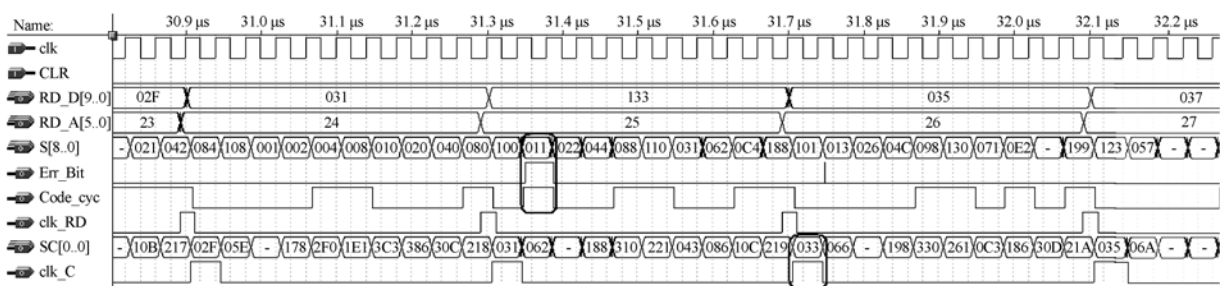 Name: 30.9 μs 31.0 μs 31.1 μs 31.2 μs 31.3 μs 31.4 μs 31.5 μs 31.6 μs 31.7 μs 31.8 μs 31.9 μs 32.0 μs 32.1 μs 32.2 μs
clk
CLR
RD_D[9..0] 02F 031 133 035 037
RD_A[5..0] 23 24 25 26 27
S[8..0] - 021 042 084 108 001 002 004 008 010 020 040 080 100 011 022 044 088 110 031 062 0C4 188 101 013 026 04C 098 130 071 0E2 - 199 123 057 - -
Err_Bit
Code_cyc
clk_RD
SC[0..0] - 10B 217 02F 05E - 178 2F0 1E1 3C3 386 30C 218 031 062 - 188 310 221 043 086 10C 219 033 066 - 198 330 261 0C3 186 30D 21A 035 06A - -
clk_C